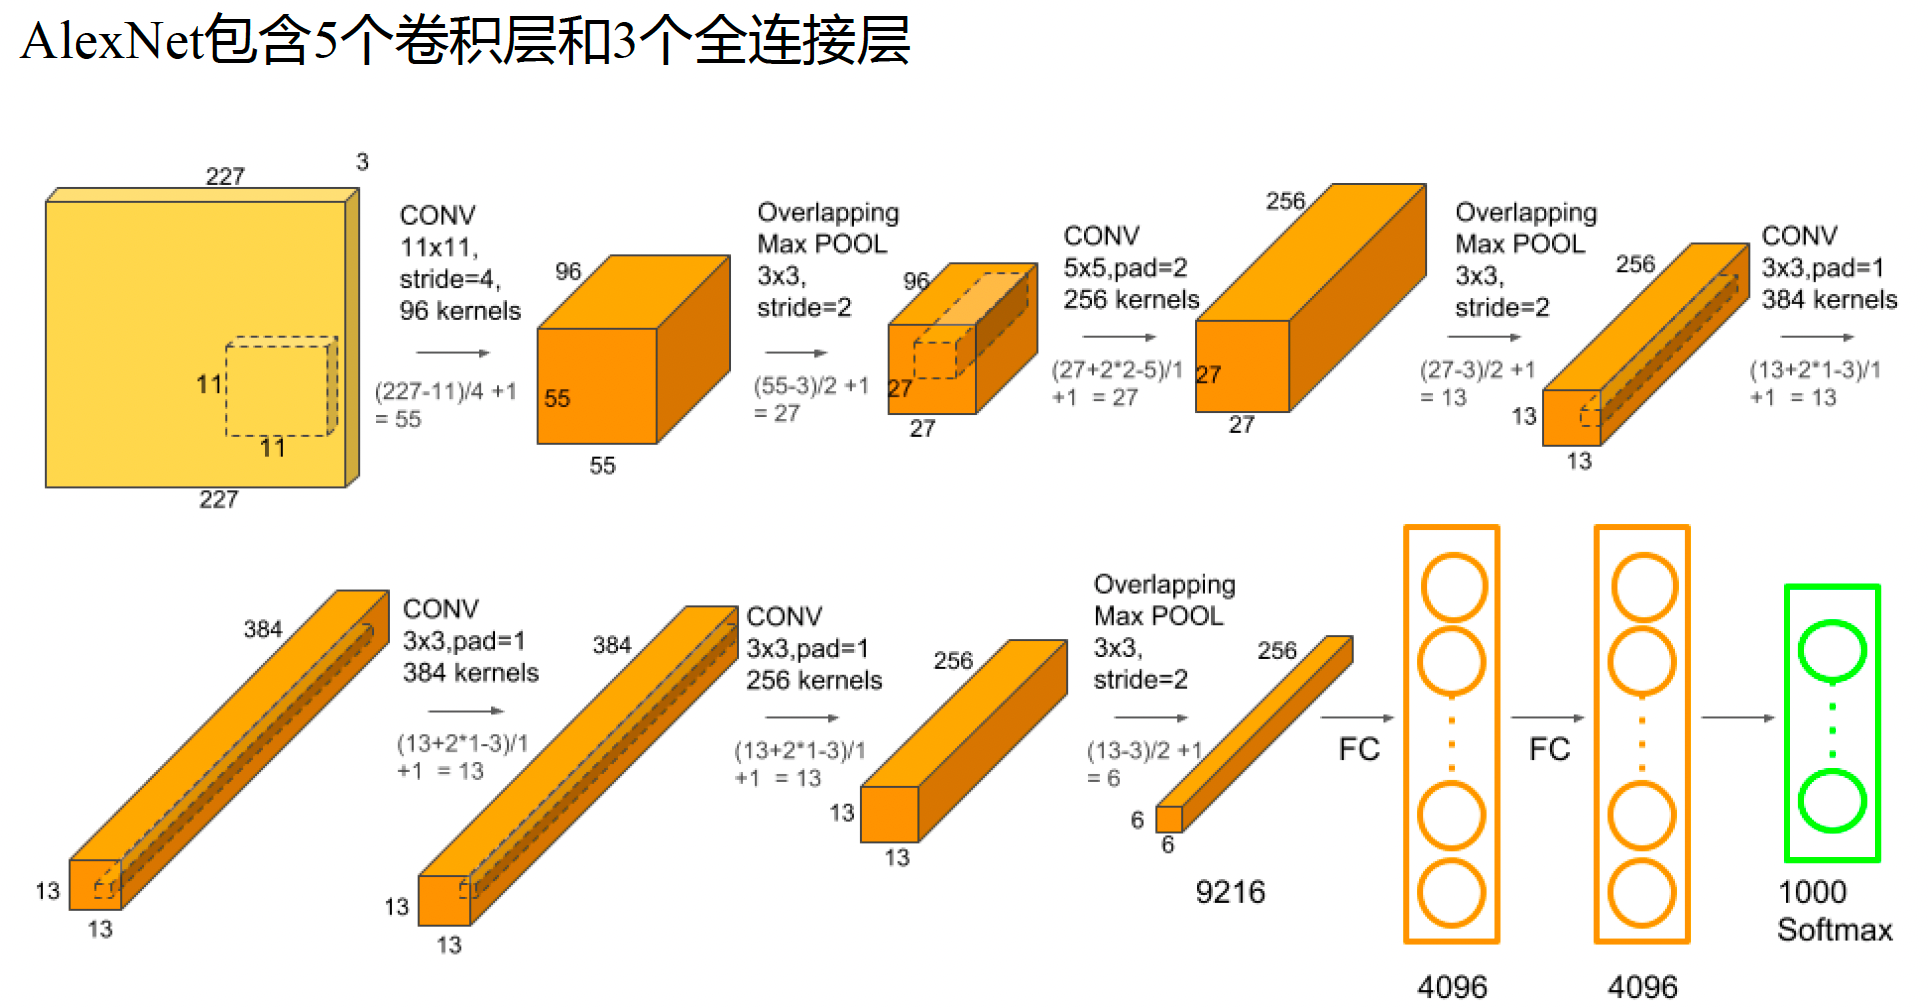 AlexNet包含5个卷积层和3个全连接层
227
3
11
11
227
CONV
11x11,
stride=4,
96 kernels
(227-11)/4 +1
= 55
96
55
55
Overlapping
Max POOL
3x3,
stride=2
(55-3)/2 +1
= 27
96
27
27
CONV
5x5,pad=2
256 kernels
(27+2*2-5)/1
+1 = 27
256
27
27
Overlapping
Max POOL
3x3,
stride=2
(27-3)/2 +1
= 13
256
13
13
CONV
3x3,pad=1
384 kernels
(13+2*1-3)/1
+1 = 13
384
13
13
CONV
3x3,pad=1
384 kernels
(13+2*1-3)/1
+1 = 13
384
13
13
CONV
3x3,pad=1
256 kernels
(13+2*1-3)/1
+1 = 13
256
13
13
Overlapping
Max POOL
3x3,
stride=2
(13-3)/2 +1
= 6
256
6
6
9216
FC
4096
FC
4096
1000
Softmax